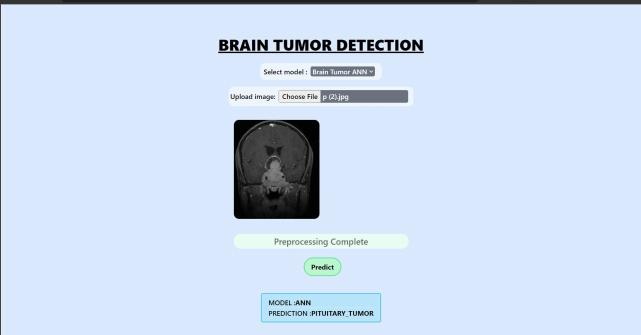 BRAIN TUMOR DETECTION
Select model : Brain Tumor ANN
Upload image: Choose File p (2).jpg
Preprocessing Complete
Predict
MODEL :ANN
PREDICTION :PITUITARY_TUMOR